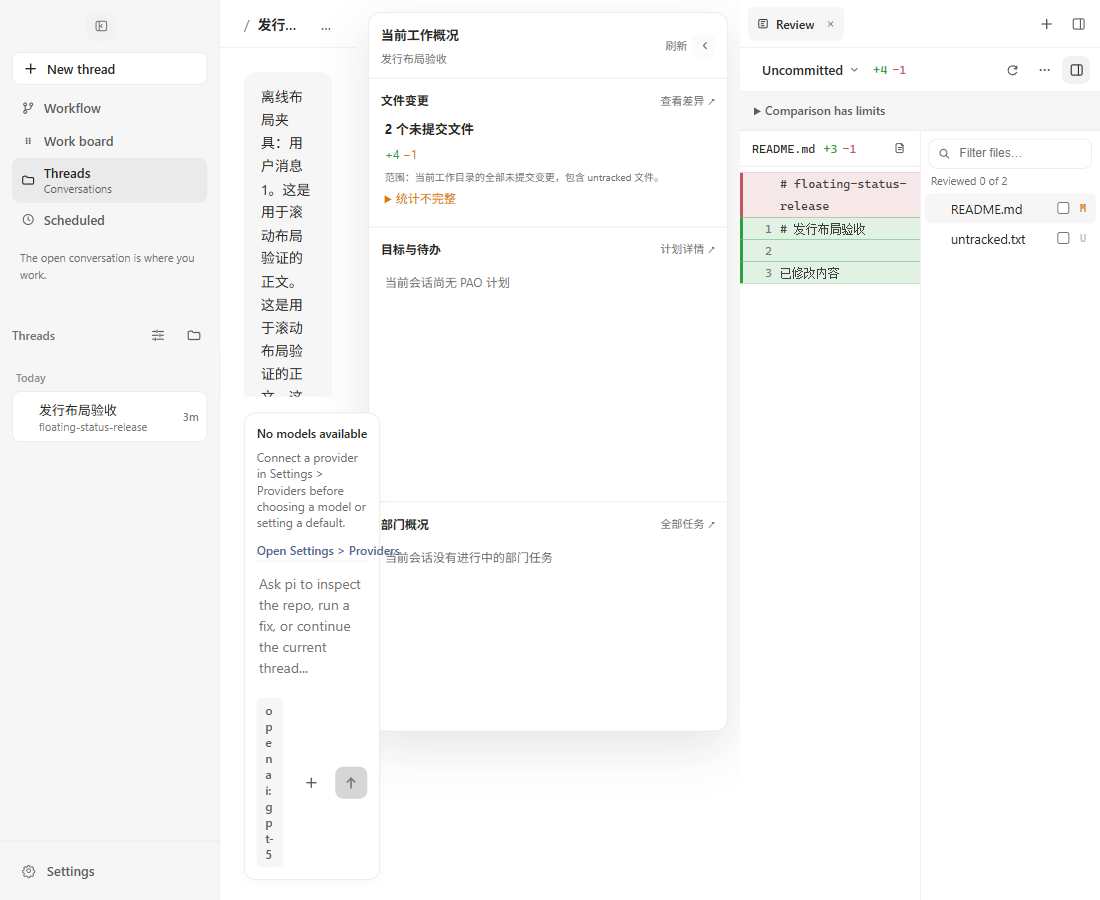 New thread
Workflow
Work board
Threads
Conversations
Scheduled
The open conversation is where you
work.
Threads
Today
发行布局验收
floating-status-release
3m
Settings
/ 发行... ...
离线布
局夹
具：用
户消息
1。这是
用于滚
动布局
验证的
正文。
这是用
于滚动
布局验
证的正
文。这
No models available
Connect a provider
in Settings >
Providers before
choosing a model or
setting a default.
Open Settings > Providers
Ask pi to inspect
the repo, run a
fix, or continue
the current
thread...
o
p
e
n
a
i:
g
p
t-
5
当前工作概况
发行布局验收
刷新
文件变更
查看差异 ↗
2 个未提交文件
+4 −1
范围：当前工作目录的全部未提交变更，包含 untracked 文件。
▶ 统计不完整
目标与待办
计划详情 ↗
当前会话尚无 PAO 计划
部门概况
全部任务 ↗
当前会话没有进行中的部门任务
Review ×
Uncommitted +4 −1
▶ Comparison has limits
README.md +3 −1
# floating-status-
release
1 # 发行布局验收
2
3 已修改内容
Filter files…
Reviewed 0 of 2
README.md M
untracked.txt U